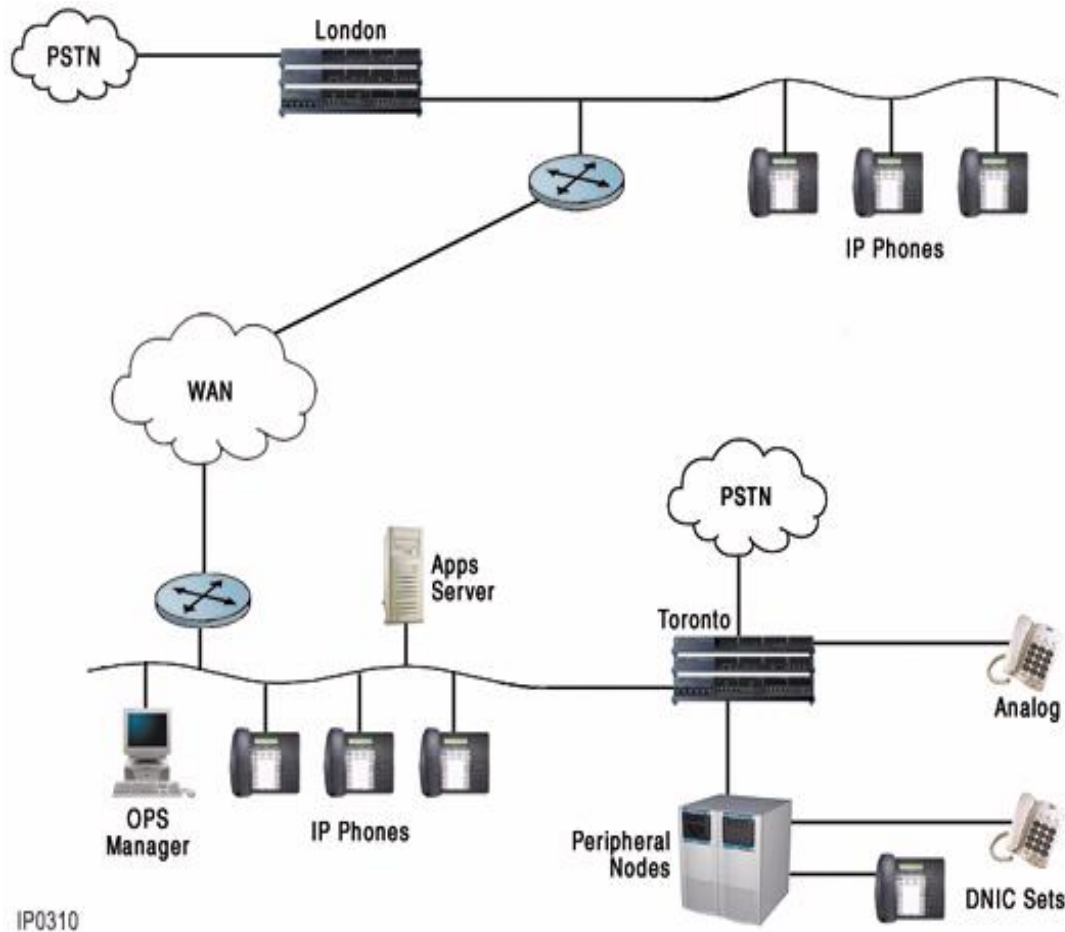 London
PSTN
IP Phones
WAN
PSTN
Apps
Server
Toronto
Analog
OPS
Manager
IP Phones
Peripheral
Nodes
DNIC Sets
IP0310